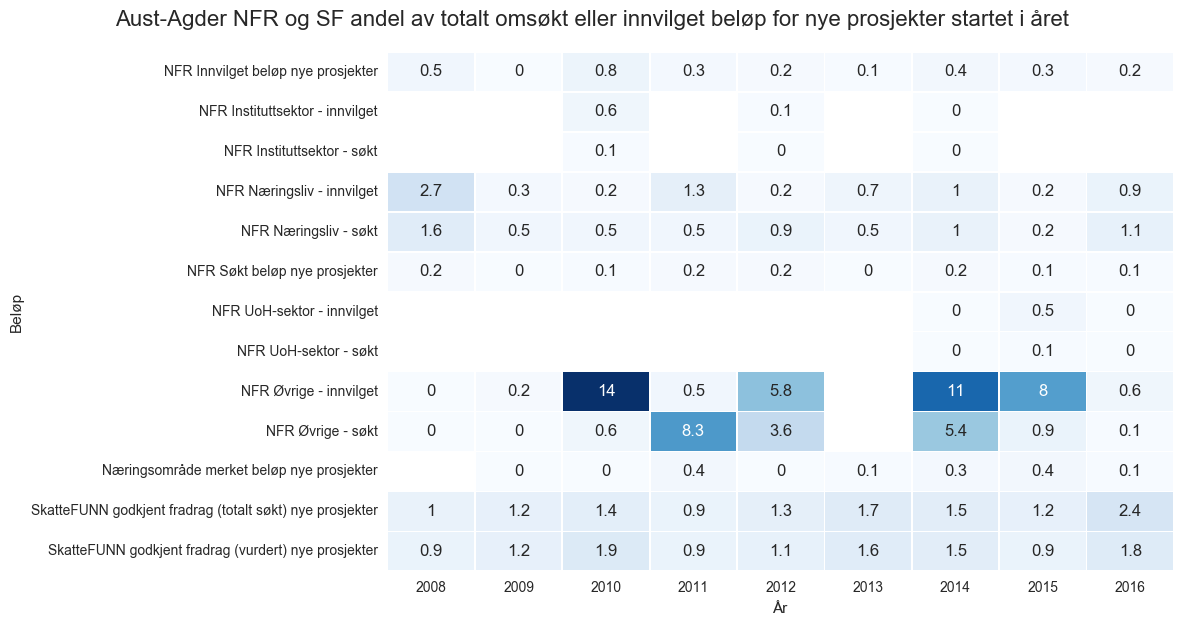 Aust-Agder NFR og SF andel av totalt omsøkt eller innvilget beløp for nye prosjekter startet i året
NFR Innvilget beløp nye prosjekter 0.5 0 0.8 0.3 0.2 0.1 0.4 0.3 0.2
NFR Instituttsektor - innvilget 0.6 0.1 0
NFR Instituttsektor - søkt 0.1 0 0
NFR Næringsliv - innvilget 2.7 0.3 0.2 1.3 0.2 0.7 1 0.2 0.9
NFR Næringsliv - søkt 1.6 0.5 0.5 0.5 0.9 0.5 1 0.2 1.1
NFR Søkt beløp nye prosjekter 0.2 0 0.1 0.2 0.2 0 0.2 0.1 0.1
NFR UoH-sektor - innvilget 0 0.5 0
Beløp
NFR UoH-sektor - søkt 0 0.1 0
NFR Øvrige - innvilget 0 0.2 14 0.5 5.8 11 8 0.6
NFR Øvrige - søkt 0 0 0.6 8.3 3.6 5.4 0.9 0.1
Næringsområde merket beløp nye prosjekter 0 0 0.4 0 0.1 0.3 0.4 0.1
SkatteFUNN godkjent fradrag (totalt søkt) nye prosjekter 1 1.2 1.4 0.9 1.3 1.7 1.5 1.2 2.4
SkatteFUNN godkjent fradrag (vurdert) nye prosjekter 0.9 1.2 1.9 0.9 1.1 1.6 1.5 0.9 1.8
2008 2009 2010 2011 2012 2013 2014 2015 2016
År